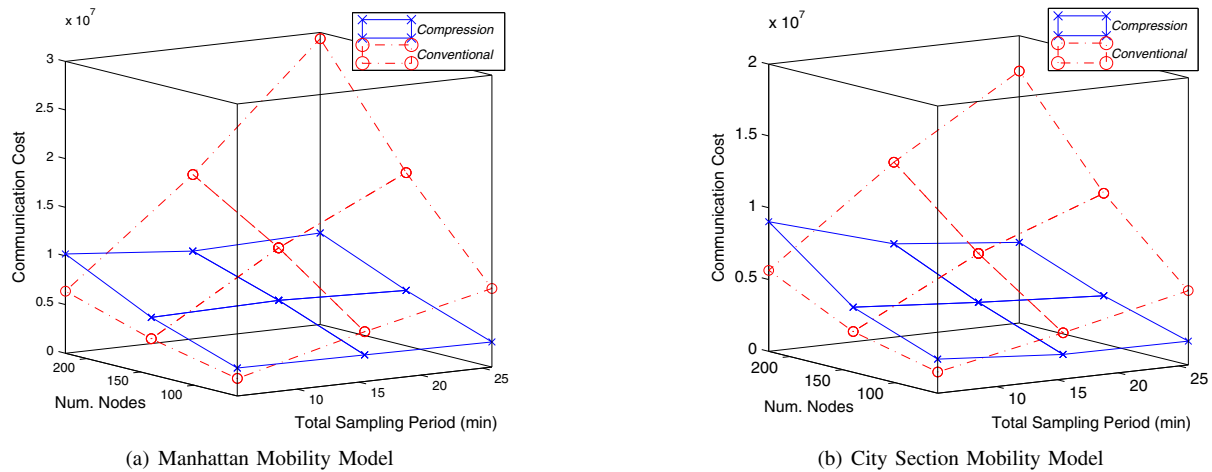 x 10^7
3
2.5
2
1.5
1
0.5
0
Communication Cost
200
150
100
Num. Nodes
10
15
20
25
Total Sampling Period (min)
Compression
Conventional
(a) Manhattan Mobility Model
x 10^7
2
1.5
1
0.5
0
Communication Cost
200
150
100
Num. Nodes
10
15
20
25
Total Sampling Period (min)
Compression
Conventional
(b) City Section Mobility Model